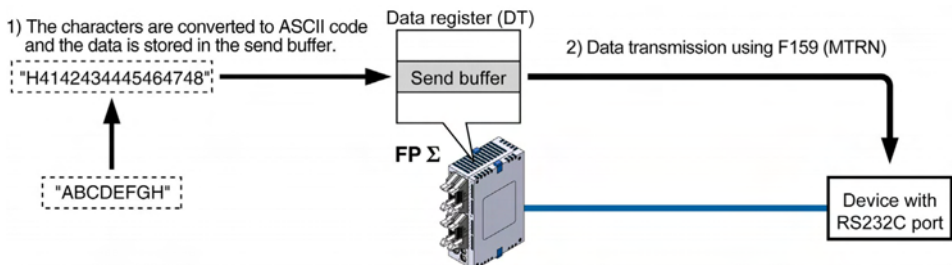 1) The characters are converted to ASCII code
and the data is stored in the send buffer.
"H4142434445464748"
"ABCDEFGH"
Data register (DT)
Send buffer
FP Σ
2) Data transmission using F159 (MTRN)
Device with
RS232C port